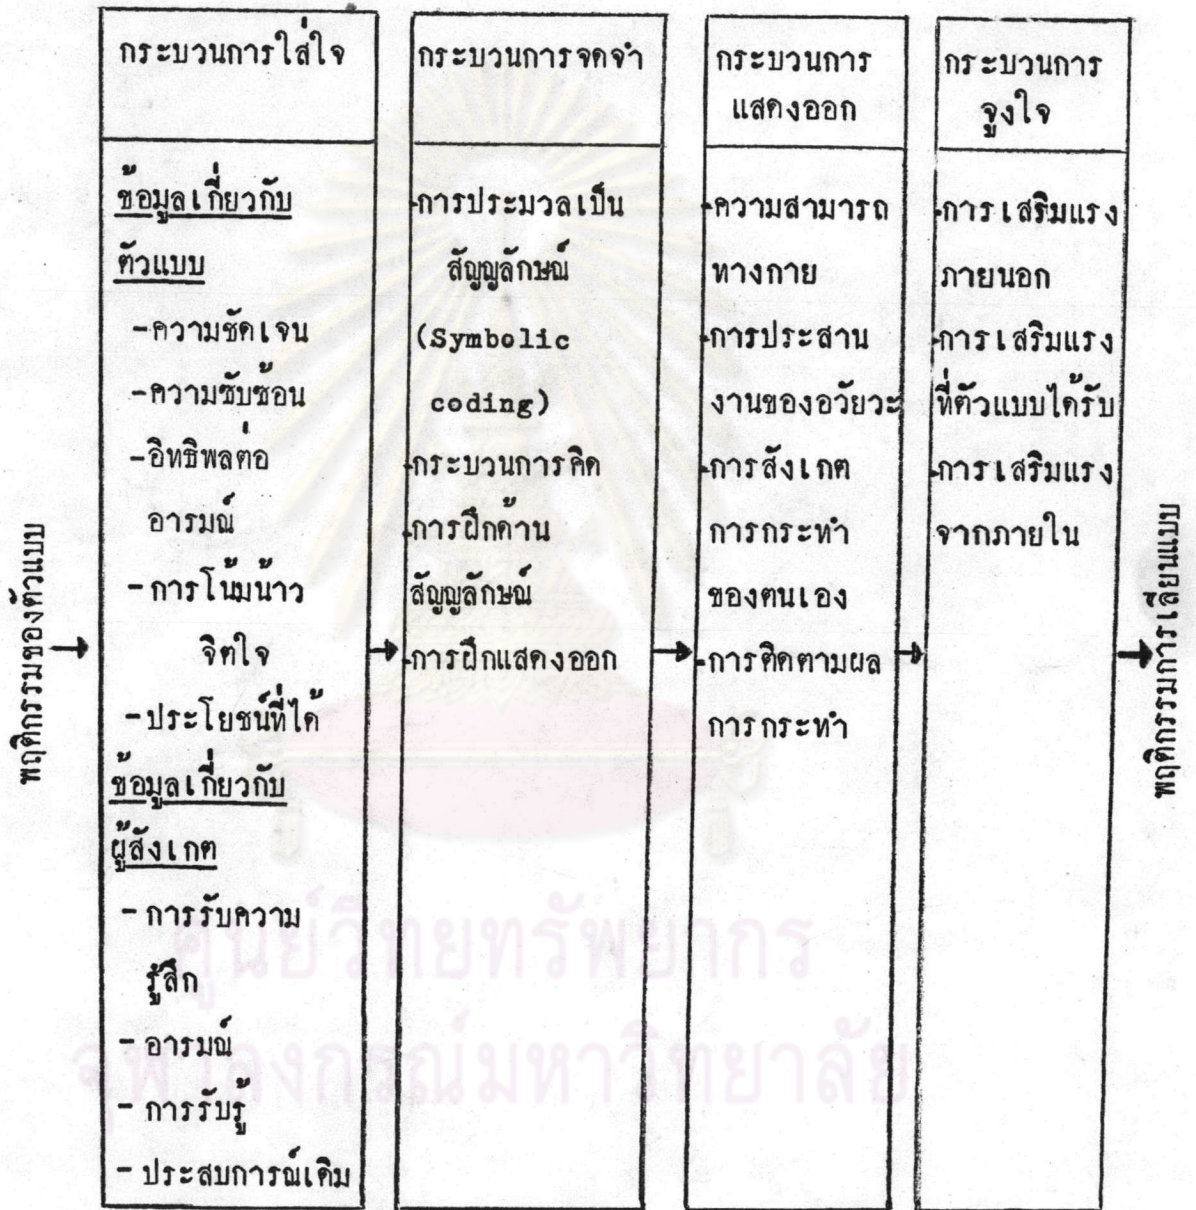 พฤติกรรมของตัวแบบ
กระบวนการใส่ใจ
ข้อมูลเกี่ยวกับ
ตัวแบบ
-ความชัดเจน
-ความซับซ้อน
-อิทธิพลต่อ
อารมณ์
-การโน้มน้าว
จิตใจ
-ประโยชน์ที่ได้
ข้อมูลเกี่ยวกับ
ผู้สังเกต
- การรับความ
รู้สึก
- อารมณ์
- การรับรู้
- ประสบการณ์เดิม
กระบวนการจดจำ
-การประมวลเป็น
สัญญลักษณ์
(Symbolic
coding)
-กระบวนการคิด
-การฝึกด้าน
สัญญลักษณ์
-การฝึกแสดงออก
กระบวนการ
แสดงออก
-ความสามารถ
ทางกาย
-การประสาน
งานของอวัยวะ
-การสังเกต
การกระทำ
ของตนเอง
-การติดตามผล
การกระทำ
กระบวนการ
จูงใจ
-การเสริมแรง
ภายนอก
-การเสริมแรง
ที่ตัวแบบได้รับ
-การเสริมแรง
จากภายใน
พฤติกรรมการเลียนแบบ
ศูนย์วิทยทรัพยากร
จุฬาลงกรณ์มหาวิทยาลัย